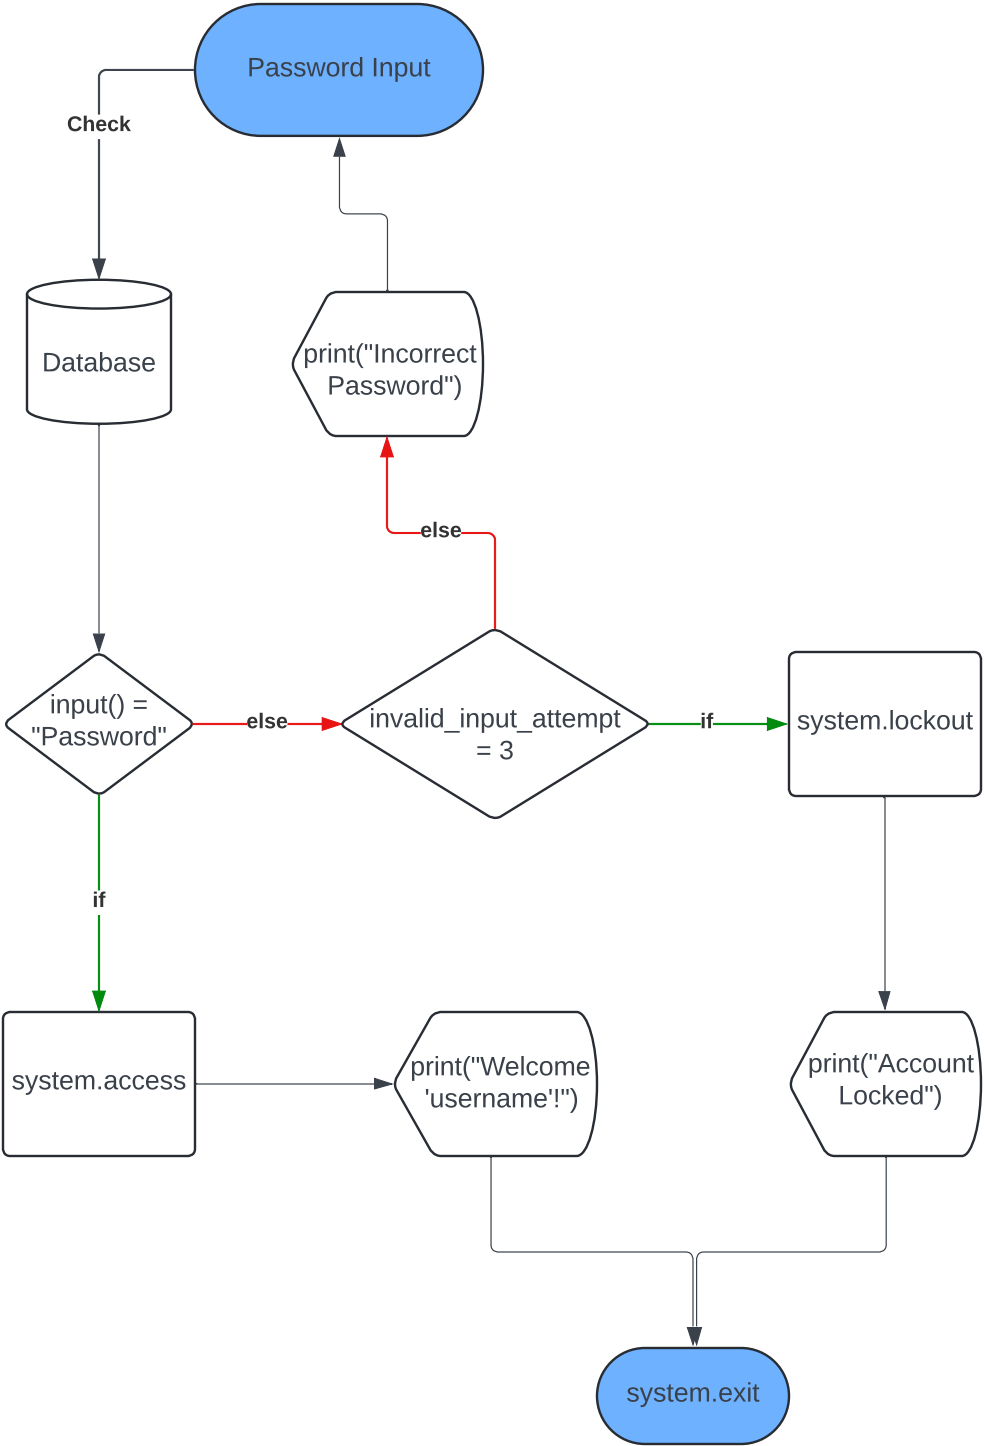 Password Input
Check
Database
print("Incorrect
Password")
else
input() =
"Password"
else
invalid_input_attempt
= 3
if
system.lockout
if
system.access
print("Welcome
'username'!")
print("Account
Locked")
system.exit